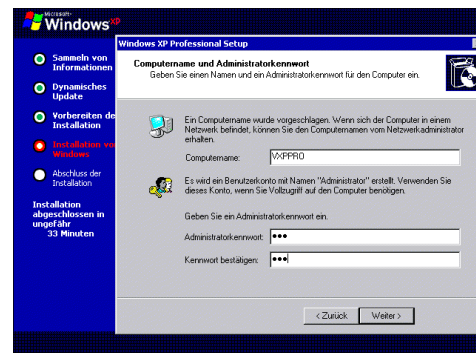 Microsoft
Windows xp
Windows XP Professional Setup
Sammeln von
Informationen
Dynamisches
Update
Vorbereiten de
Installation
Installation von
Windows
Abschluss der
Installation
Installation
abgeschlossen in
ungefähr
33 Minuten
Computername und Administratorkennwort
Geben Sie einen Namen und ein Administratorkennwort für den Computer ein.
Ein Computername wurde vorgeschlagen. Wenn sich der Computer in einem
Netzwerk befindet, können Sie den Computernamen vom Netzwerkadministrator
erhalten.
Computername: VXPPRO
Es wird ein Benutzerkonto mit Namen "Administrator" erstellt. Verwenden Sie
dieses Konto, wenn Sie Vollzugriff auf den Computer benötigen.
Geben Sie ein Administratorkennwort ein.
Administratorkennwort: •••
Kennwort bestätigen: •••
< Zurück Weiter >